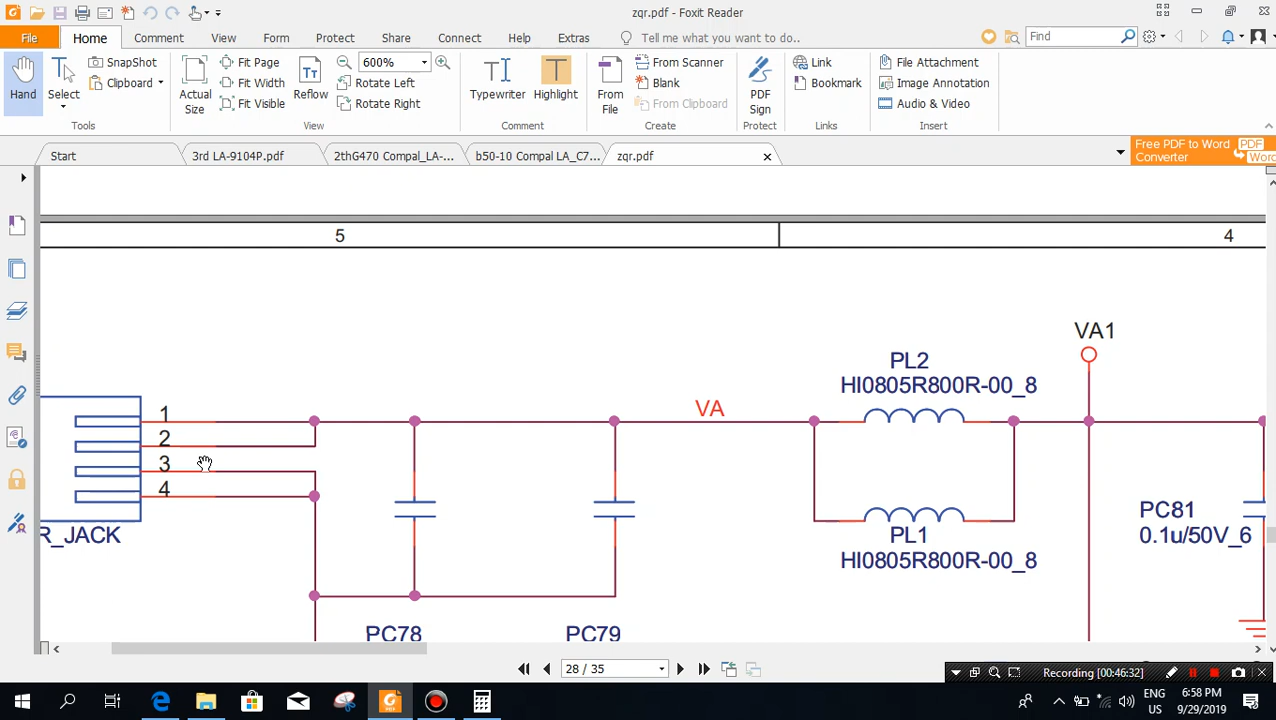 zqr.pdf - Foxit Reader
File Home Comment View Form Protect Share Connect Help Extras Tell me what you want to do.. Find
Hand
Select
SnapShot
Clipboard
Tools
Actual
Size
Fit Page
Fit Width
Fit Visible
Reflow
600%
Rotate Left
Rotate Right
View
Typewriter
Highlight
Comment
From
File
From Scanner
Blank
From Clipboard
Create
PDF
Sign
Protect
Link
Bookmark
Links
File Attachment
Image Annotation
Audio & Video
Insert
Start 3rd LA-9104P.pdf 2thG470 Compal_LA-... b50-10 Compal LA_C7... zqr.pdf
Free PDF to Word
Converter
PDF
Word
5 4
VA1
PL2
HI0805R800R-00_8
VA
1
2
3
4
R_JACK
PL1
HI0805R800R-00_8
PC81
0.1u/50V_6
PC78 PC79
28 / 35
Recording [00:46:32]
ENG
US
6:58 PM
9/29/2019